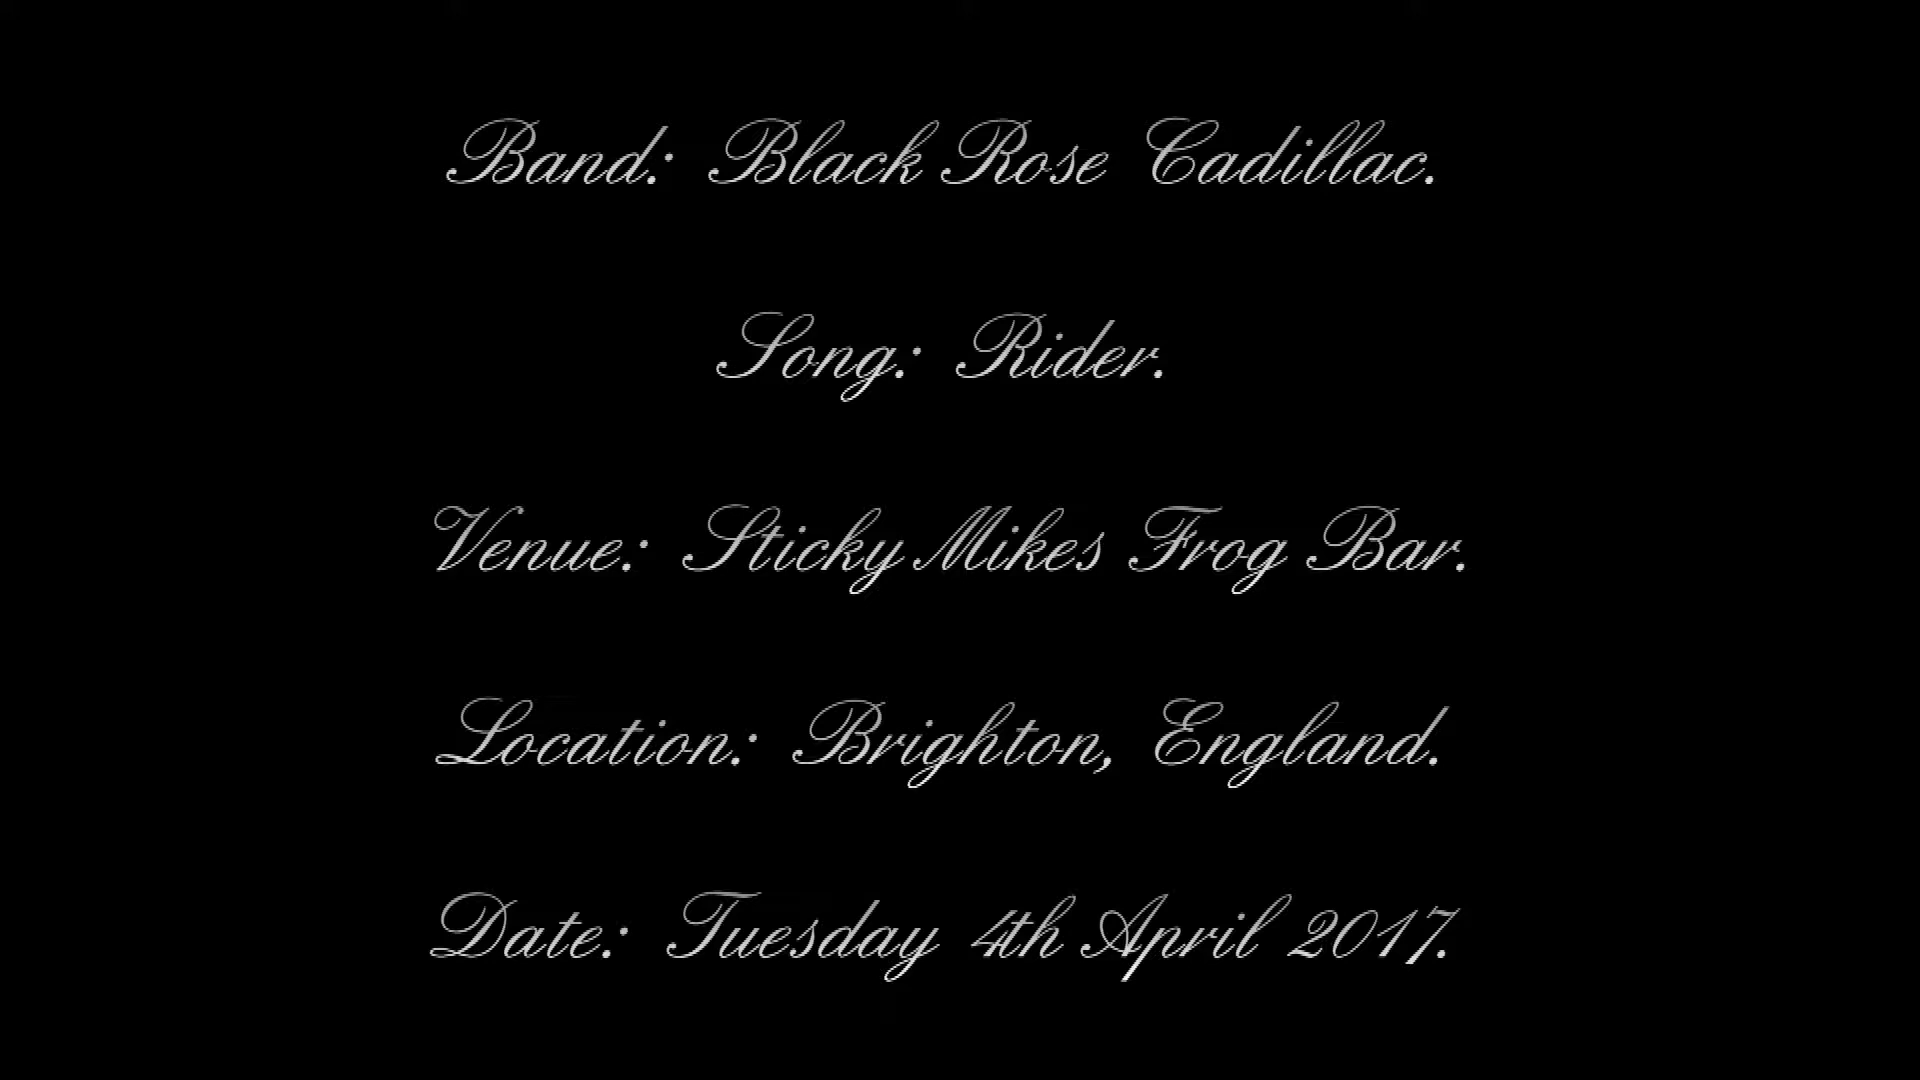 Band: Black Rose Cadillac.
Song: Rider.
Venue: Sticky Mikes Frog Bar.
Location: Brighton, England.
Date: Tuesday 4th April 2017.